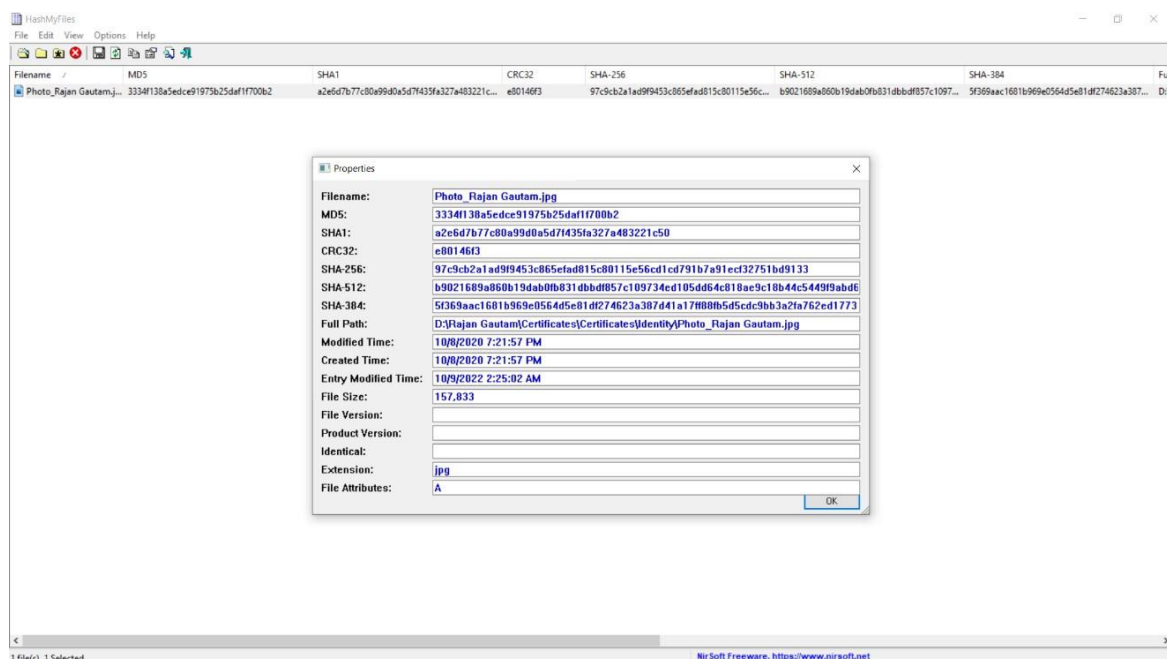 HashMyFiles
File Edit View Options Help
Filename / MD5 SHA1 CRC32 SHA-256 SHA-512 SHA-384 Fu
Photo_Rajan Gautam.j... 3334f138a5edce91975b25daf1f700b2 a2e6d7b77c80a99d0a5d7f435fa327a483221c... e80146f3 97c9cb2a1ad9f9453c865efad815c80115e56c... b9021689a860b19dab0fb831dbbdf857c1097... 5f369aac1681b969e0564d5e81df274623a387... D:
Properties
Filename: Photo_Rajan Gautam.jpg
MD5: 3334f138a5edce91975b25daf1f700b2
SHA1: a2e6d7b77c80a99d0a5d7f435fa327a483221c50
CRC32: e80146f3
SHA-256: 97c9cb2a1ad9f9453c865efad815c80115e56cd1cd791b7a91ecf32751bd9133
SHA-512: b9021689a860b19dab0fb831dbbdf857c109734ed105dd64c818ae9c18b44c5449f9abd6
SHA-384: 5f369aac1681b969e0564d5e81df274623a387d41a17ff88fb5d5cdc9bb3a2fa762ed1773
Full Path: D:\Rajan Gautam\Certificates\Certificates\Identity\Photo_Rajan Gautam.jpg
Modified Time: 10/8/2020 7:21:57 PM
Created Time: 10/8/2020 7:21:57 PM
Entry Modified Time: 10/9/2022 2:25:02 AM
File Size: 157,833
File Version:
Product Version:
Identical:
Extension: jpg
File Attributes: A
OK
1 file(s), 1 Selected NirSoft Freeware. https://www.nirsoft.net